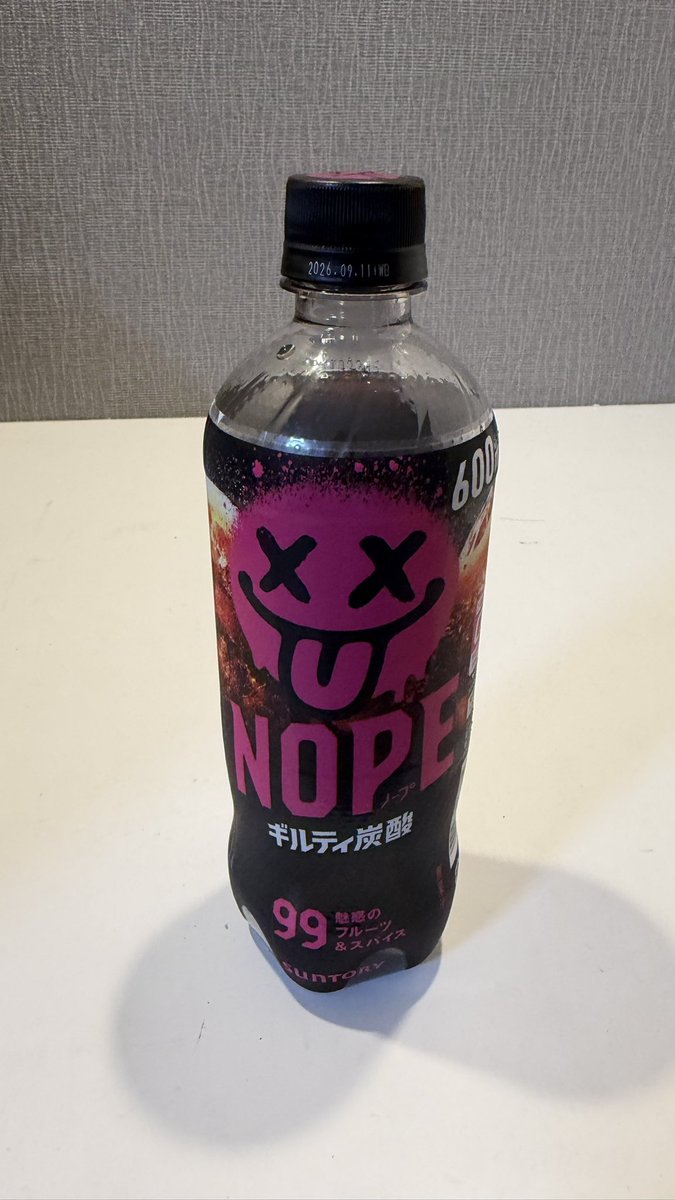 2026.09.11
600
NOPE
ノープ
ギルティ炭酸
99
魅惑の
フルーツ
&スパイス
SUNTORY